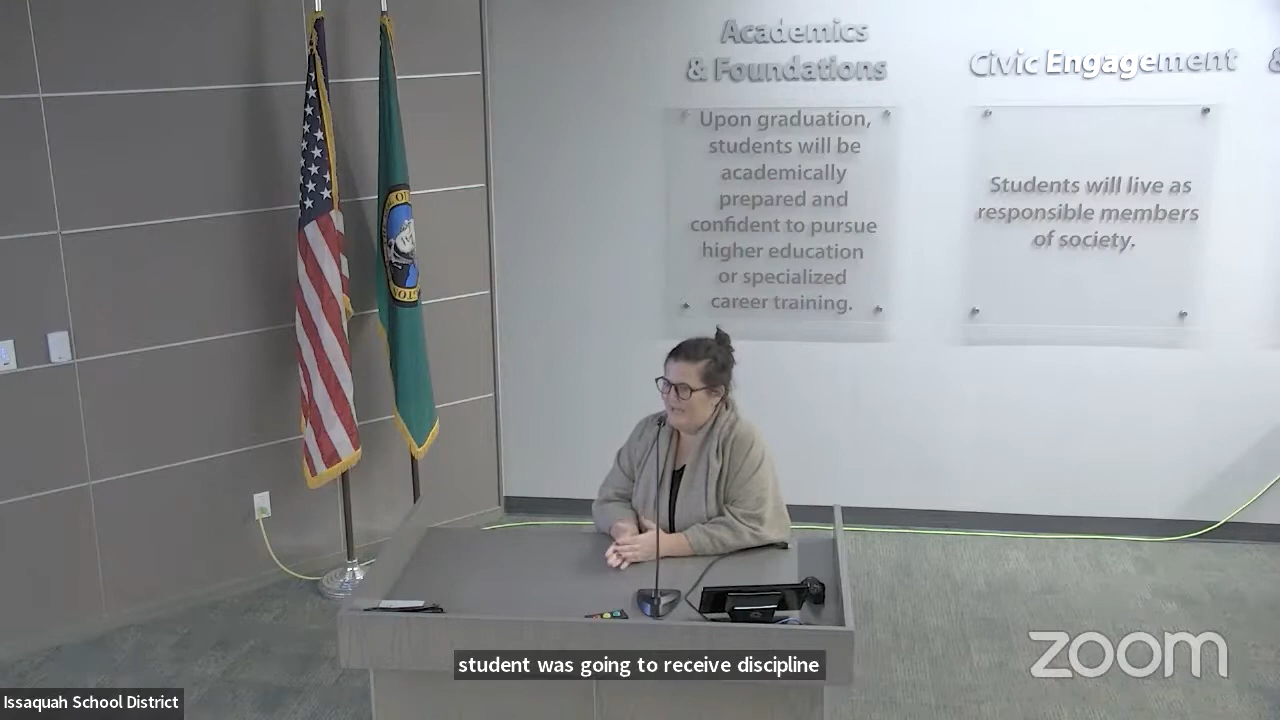 Academics
& Foundations
Upon graduation,
students will be
academically
prepared and
confident to pursue
higher education
or specialized
career training.
Civic Engagement
Students will live as
responsible members
of society.
&
student was going to receive discipline
zoom
Issaquah School District